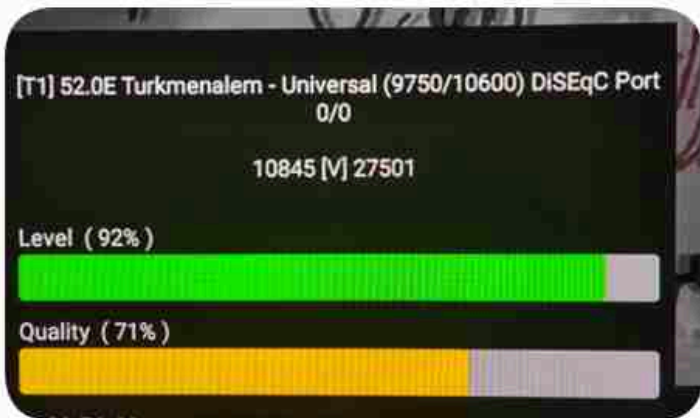 [T1] 52.0E Turkmenalem - Universal (9750/10600) DiSEqC Port
0/0
10845 [V] 27501
Level ( 92% )
Quality ( 71% )